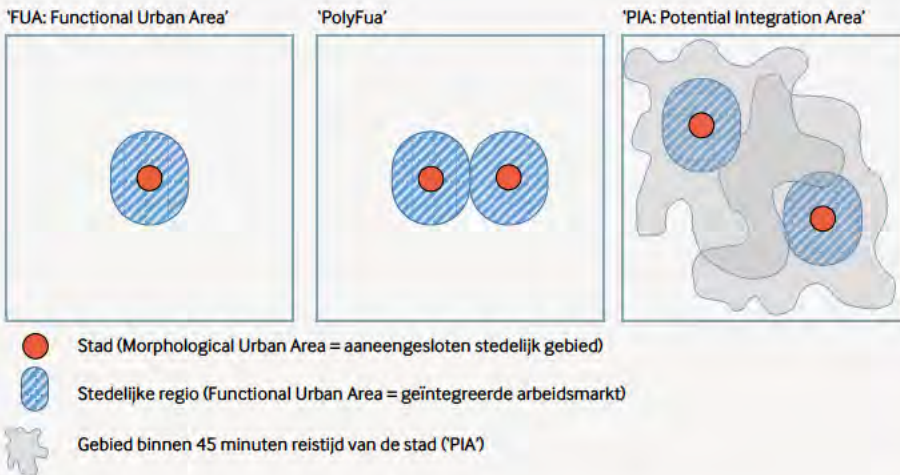 'FUA: Functional Urban Area'
'PolyFua'
'PIA: Potential Integration Area'
Stad (Morphological Urban Area = aaneengesloten stedelijk gebied)
Stedelijke regio (Functional Urban Area = geïntegreerde arbeidsmarkt)
Gebied binnen 45 minuten reistijd van de stad ('PIA')